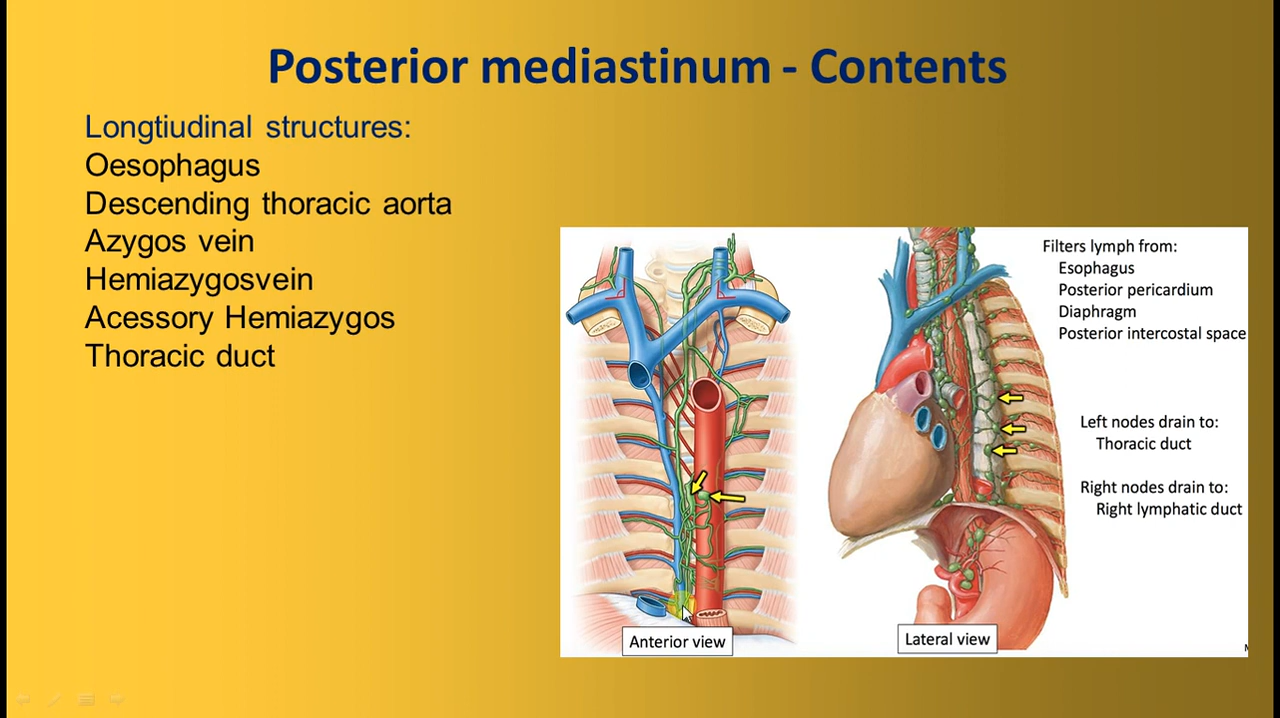 Posterior mediastinum - Contents
Longtiudinal structures:
Oesophagus
Descending thoracic aorta
Azygos vein
Hemiazygosvein
Acessory Hemiazygos
Thoracic duct
Filters lymph from:
Esophagus
Posterior pericardium
Diaphragm
Posterior intercostal space
Left nodes drain to:
Thoracic duct
Right nodes drain to:
Right lymphatic duct
Anterior view
Lateral view